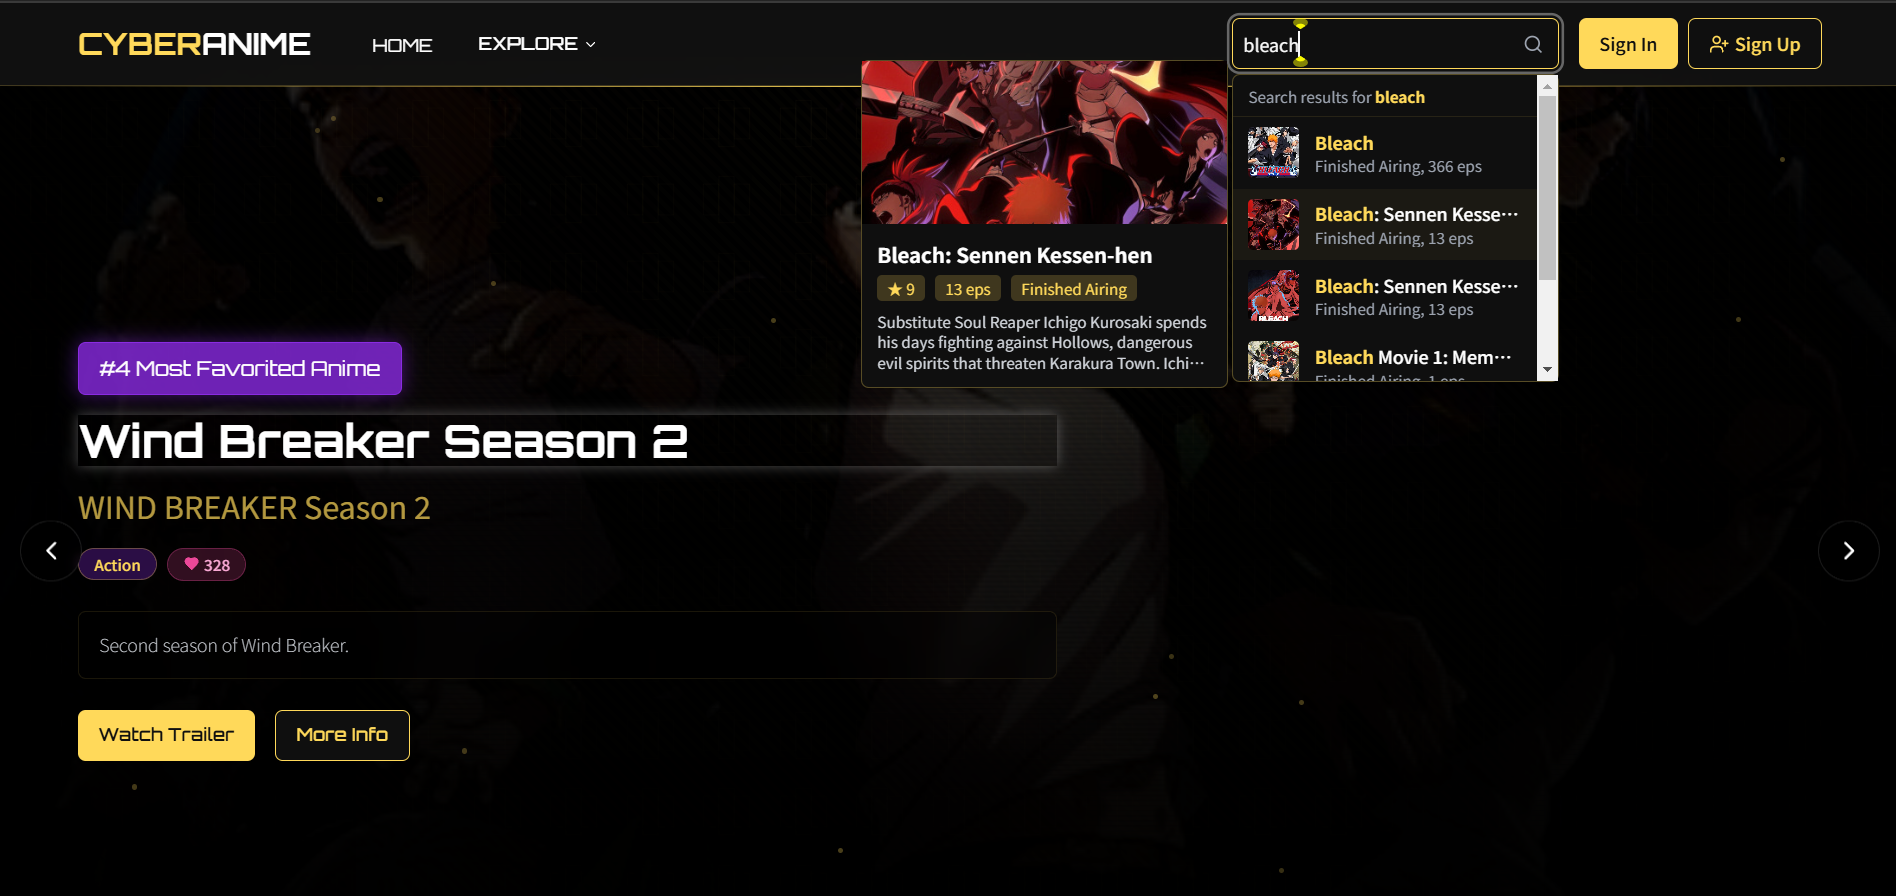 CYBERANIME
HOME
EXPLORE
bleach
Sign In
Sign Up
Search results for bleach
Bleach
Finished Airing, 366 eps
Bleach: Sennen Kesse···
Finished Airing, 13 eps
Bleach: Sennen Kesse···
Finished Airing, 13 eps
Bleach Movie 1: Mem···
Finished Airing, 1 eps
Bleach: Sennen Kessen-hen
★ 9
13 eps
Finished Airing
Substitute Soul Reaper Ichigo Kurosaki spends
his days fighting against Hollows, dangerous
evil spirits that threaten Karakura Town. Ichi···
#4 Most Favorited Anime
Wind Breaker Season 2
WIND BREAKER Season 2
Action
328
Second season of Wind Breaker.
Watch Trailer
More Info